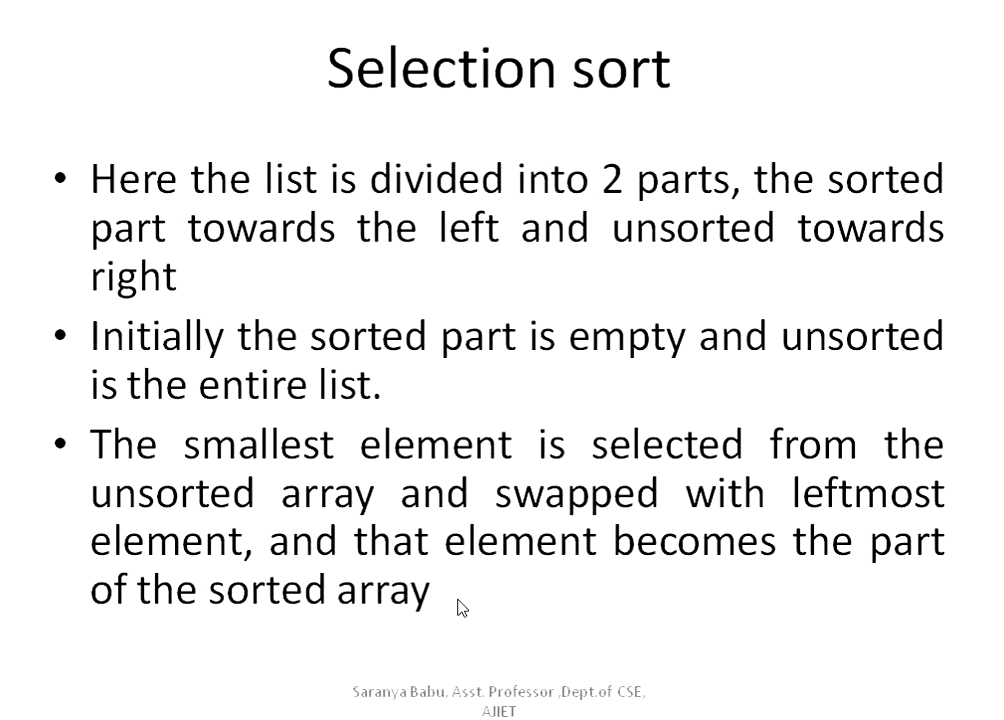 Selection sort
• Here the list is divided into 2 parts, the sorted
part towards the left and unsorted towards
right
• Initially the sorted part is empty and unsorted
is the entire list.
• The smallest element is selected from the
unsorted array and swapped with leftmost
element, and that element becomes the part
of the sorted array
Saranya Babu, Asst. Professor ,Dept.of CSE,
AJIET